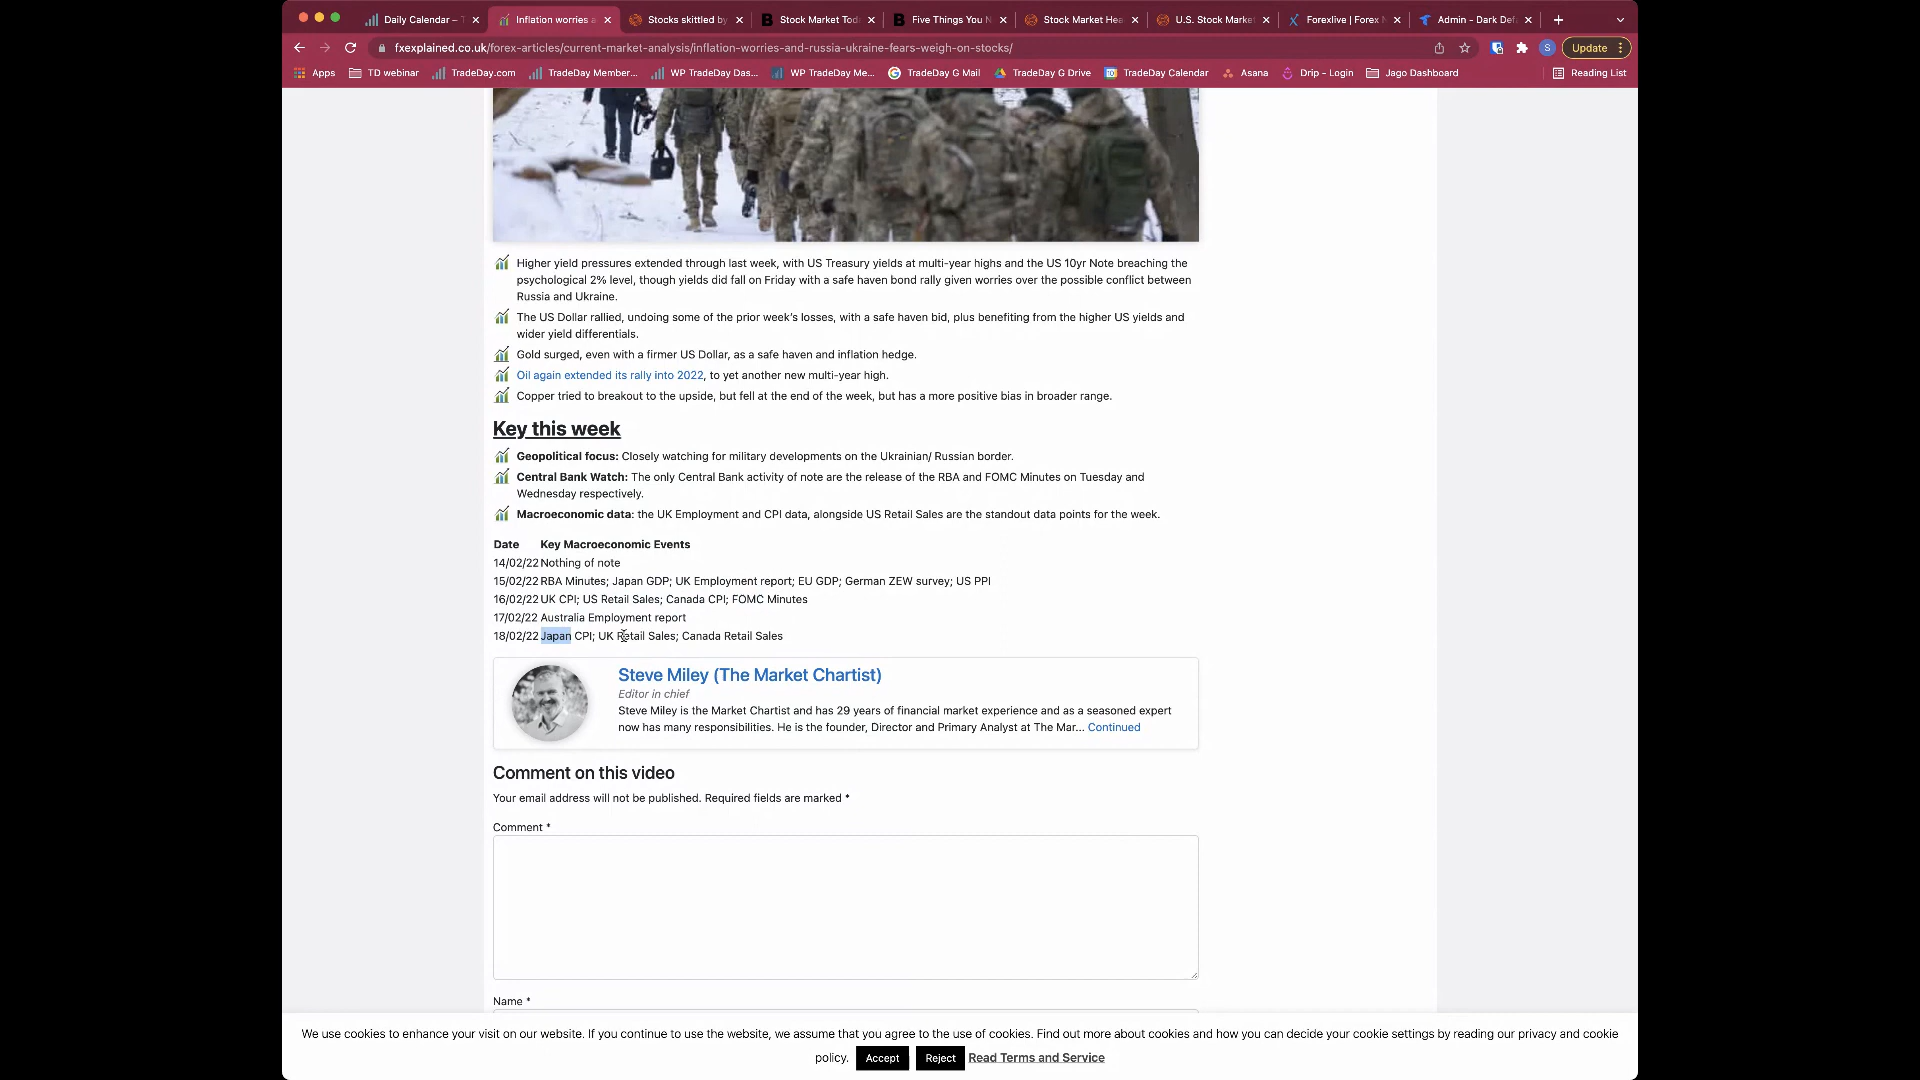 Daily Calendar – T
Inflation worries a
Stocks skittled by
Stock Market Tod
Five Things You N
Stock Market Hea
U.S. Stock Market
Forexlive | Forex N
Admin - Dark Def
fxexplained.co.uk/forex-articles/current-market-analysis/inflation-worries-and-russia-ukraine-fears-weigh-on-stocks/
S
Update
Apps
TD webinar
TradeDay.com
TradeDay Member...
WP TradeDay Das...
WP TradeDay Me...
TradeDay G Mail
TradeDay G Drive
TradeDay Calendar
Asana
Drip – Login
Jago Dashboard
Reading List
Higher yield pressures extended through last week, with US Treasury yields at multi-year highs and the US 10yr Note breaching the
psychological 2% level, though yields did fall on Friday with a safe haven bond rally given worries over the possible conflict between
Russia and Ukraine.
The US Dollar rallied, undoing some of the prior week's losses, with a safe haven bid, plus benefiting from the higher US yields and
wider yield differentials.
Gold surged, even with a firmer US Dollar, as a safe haven and inflation hedge.
Oil again extended its rally into 2022, to yet another new multi-year high.
Copper tried to breakout to the upside, but fell at the end of the week, but has a more positive bias in broader range.
Key this week
Geopolitical focus: Closely watching for military developments on the Ukrainian/ Russian border.
Central Bank Watch: The only Central Bank activity of note are the release of the RBA and FOMC Minutes on Tuesday and
Wednesday respectively.
Macroeconomic data: the UK Employment and CPI data, alongside US Retail Sales are the standout data points for the week.
Date Key Macroeconomic Events
14/02/22 Nothing of note
15/02/22 RBA Minutes; Japan GDP; UK Employment report; EU GDP; German ZEW survey; US PPI
16/02/22 UK CPI; US Retail Sales; Canada CPI; FOMC Minutes
17/02/22 Australia Employment report
18/02/22 Japan CPI; UK Retail Sales; Canada Retail Sales
Steve Miley (The Market Chartist)
Editor in chief
Steve Miley is the Market Chartist and has 29 years of financial market experience and as a seasoned expert
now has many responsibilities. He is the founder, Director and Primary Analyst at The Mar... Continued
Comment on this video
Your email address will not be published. Required fields are marked *
Comment *
Name *
We use cookies to enhance your visit on our website. If you continue to use the website, we assume that you agree to the use of cookies. Find out more about cookies and how you can decide your cookie settings by reading our privacy and cookie
policy. Accept Reject Read Terms and Service